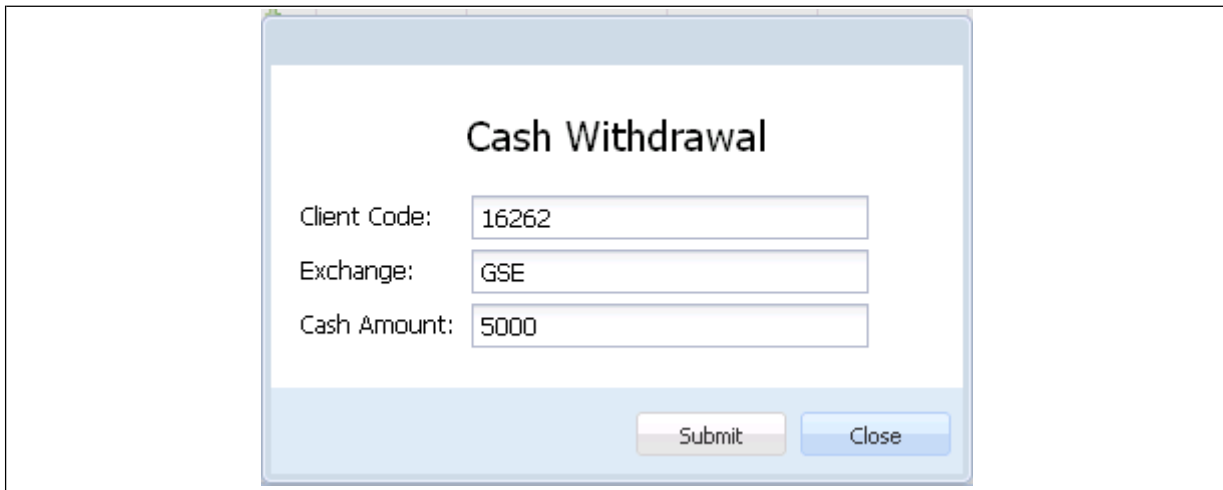 Cash Withdrawal
Client Code: 16262
Exchange: GSE
Cash Amount: 5000
Submit Close